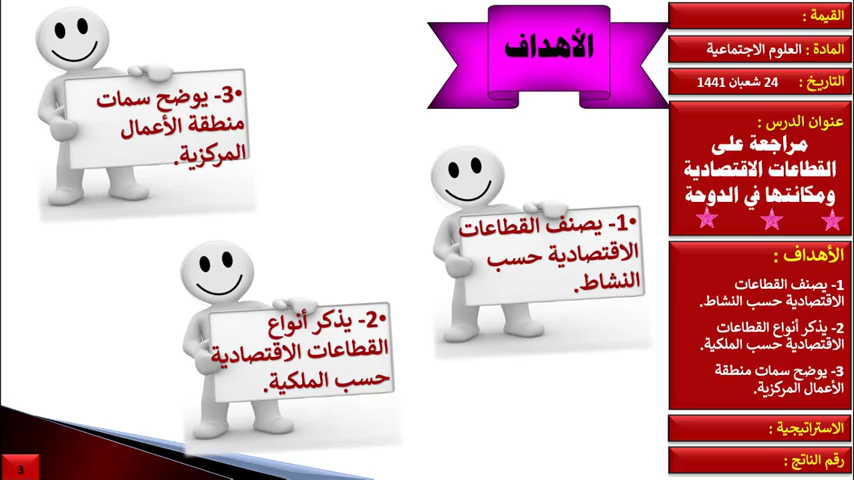 القيمة :
المادة : العلوم الاجتماعية
التاريخ : 24 شعبان 1441
عنوان الدرس :
مراجعة على
القطاعات الاقتصادية
ومكانتها في الدوحة
الأهداف :
1- يصنف القطاعات
الاقتصادية حسب النشاط.
2- يذكر أنواع القطاعات
الاقتصادية حسب الملكية.
3- يوضح سمات منطقة
الأعمال المركزية.
الاستراتيجية :
رقم الناتج :
الأهداف
•1- يصنف القطاعات
الاقتصادية حسب
النشاط.
•2- يذكر أنواع
القطاعات الاقتصادية
حسب الملكية.
•3- يوضح سمات
منطقة الأعمال
المركزية.
3